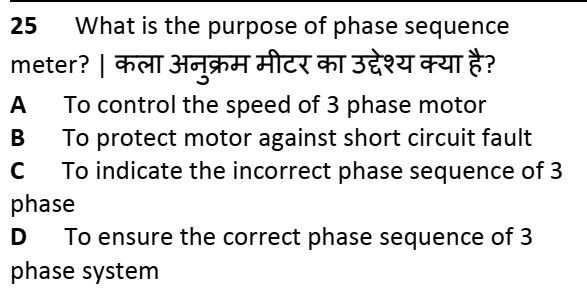 25 What is the purpose of phase sequence
meter? | कला अनुक्रम मीटर का उद्देश्य क्या है?
A To control the speed of 3 phase motor
B To protect motor against short circuit fault
C To indicate the incorrect phase sequence of 3
phase
D To ensure the correct phase sequence of 3
phase system